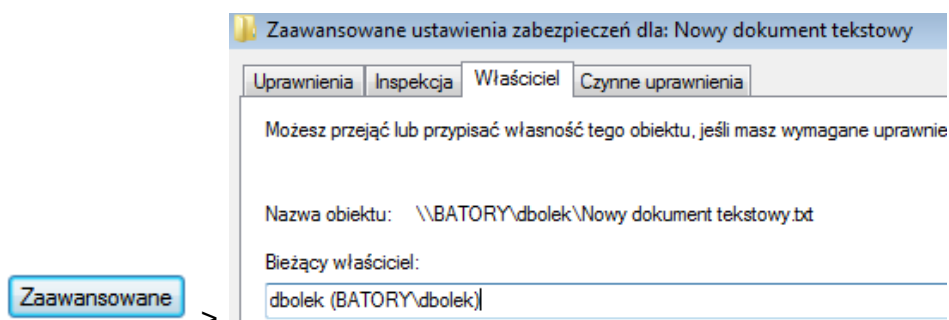 Zaawansowane ustawienia zabezpieczeń dla: Nowy dokument tekstowy
Uprawnienia Inspekcja Właściciel Czynne uprawnienia
Możesz przejąć lub przypisać własność tego obiektu, jeśli masz wymagane uprawnie
Nazwa obiektu: \\BATORY\dbolek\Nowy dokument tekstowy.txt
Bieżący właściciel:
Zaawansowane > dbolek (BATORY\dbolek)